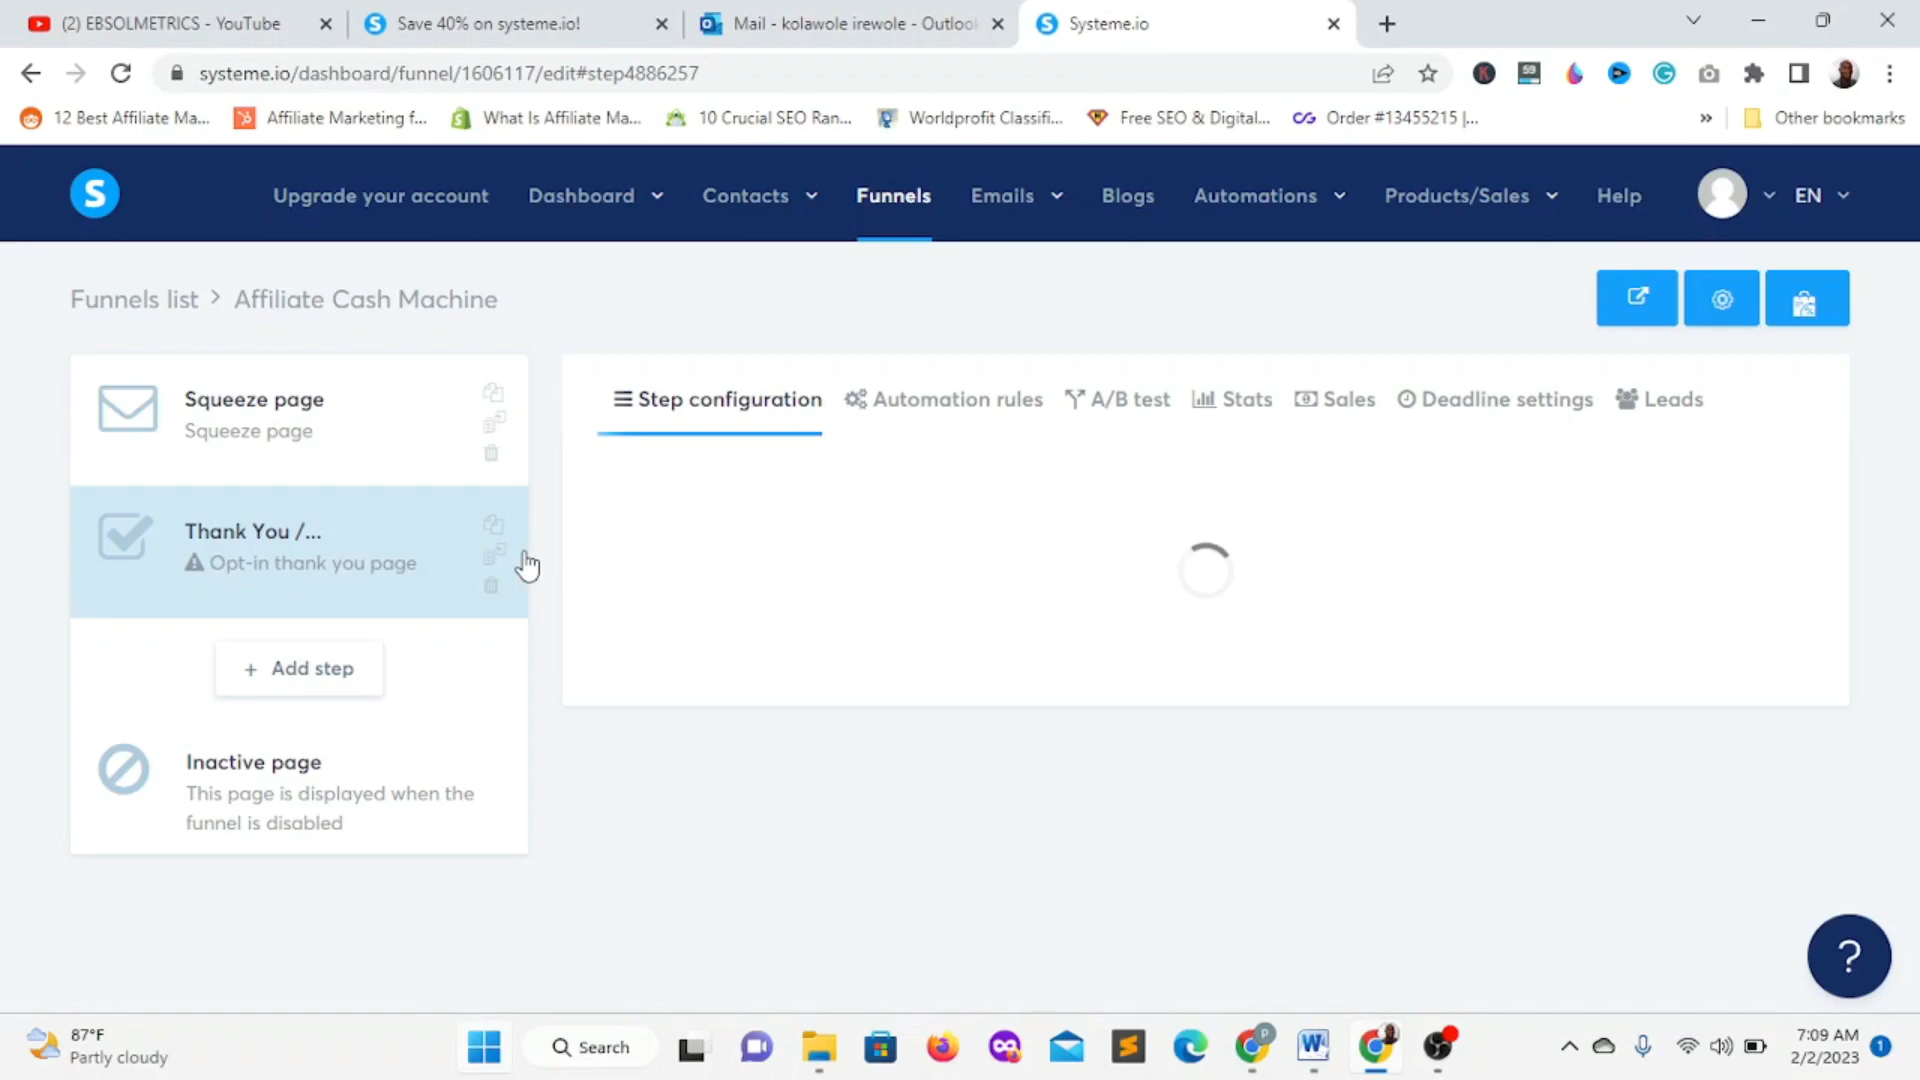 (2) EBSOLMETRICS - YouTube
Save 40% on systeme.io!
Mail - kolawole irewole - Outlook
Systeme.io
systeme.io/dashboard/funnel/1606117/edit#step4886257
59
12 Best Affiliate Ma...
Affiliate Marketing f...
What Is Affiliate Ma...
10 Crucial SEO Ran...
Worldprofit Classifi...
Free SEO & Digital...
Order #13455215 |...
Other bookmarks
S
Upgrade your account
Dashboard
Contacts
Funnels
Emails
Blogs
Automations
Products/Sales
Help
EN
Funnels list > Affiliate Cash Machine
Squeeze page
Squeeze page
Thank You /...
Opt-in thank you page
+ Add step
Inactive page
This page is displayed when the
funnel is disabled
Step configuration
Automation rules
A/B test
Stats
Sales
Deadline settings
Leads
?
87°F
Partly cloudy
Search
7:09 AM
2/2/2023
1